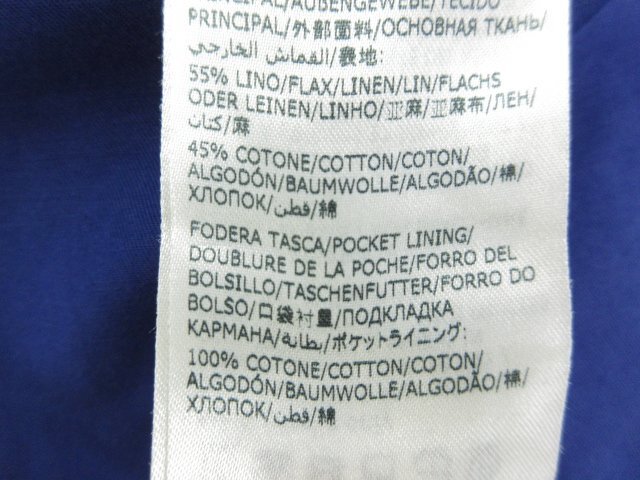 PRINCIPAL/AUßENGEWEBE/TECIDO
PRINCIPAL/外部面料/ОСНОВНАЯ ТКАНЬ/
القماش الخارجي/表地:
55% LINO/FLAX/LINEN/LIN/FLACHS
ODER LEINEN/LINHO/亚麻/亚麻布/ЛЕН/
كتان/麻
45% COTONE/COTTON/COTON/
ALGODÓN/BAUMWOLLE/ALGODÃO/棉/
ХЛОПОК/قطن/綿
FODERA TASCA/POCKET LINING/
DOUBLURE DE LA POCHE/FORRO DEL
BOLSILLO/TASCHENFUTTER/FORRO DO
BOLSO/口袋衬里/ПОДКЛАДКА
КАРМАНА/بطانة/ポケットライニング:
100% COTONE/COTTON/COTON/
ALGODÓN/BAUMWOLLE/ALGODÃO/棉/
ХЛОПОК/قطن/綿